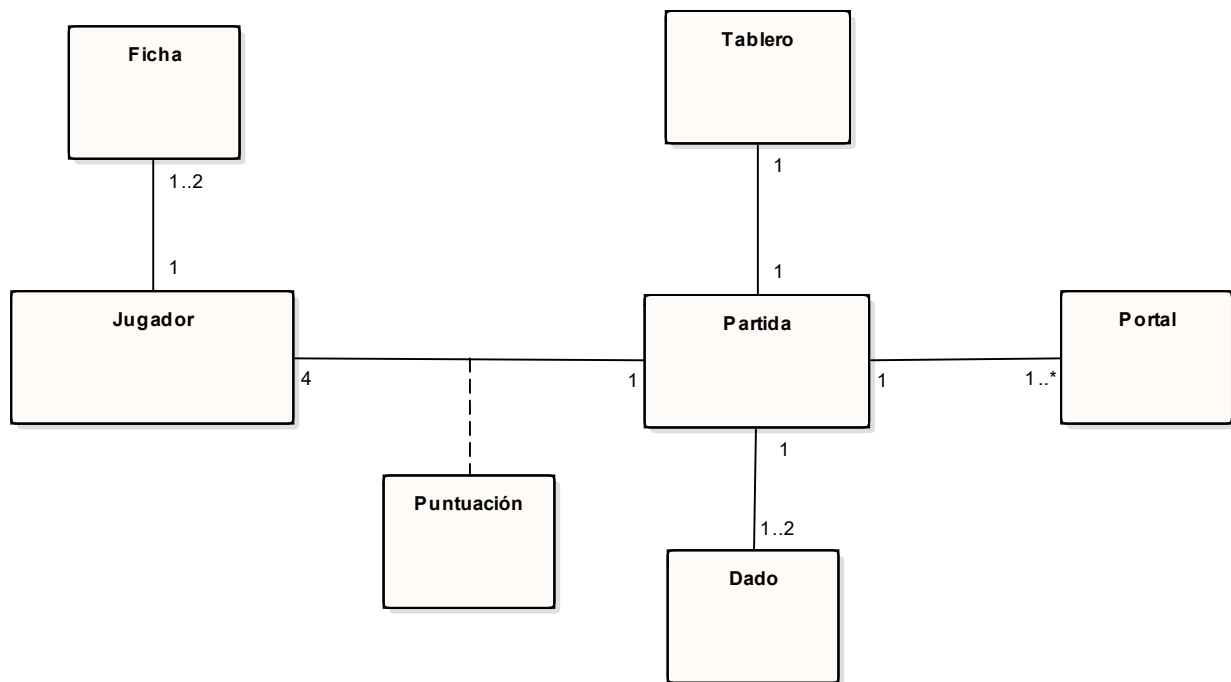 Ficha
Tablero
1..2
1
1
1
Jugador
Partida
Portal
4
1
1
1..*
1
Puntuación
1..2
Dado